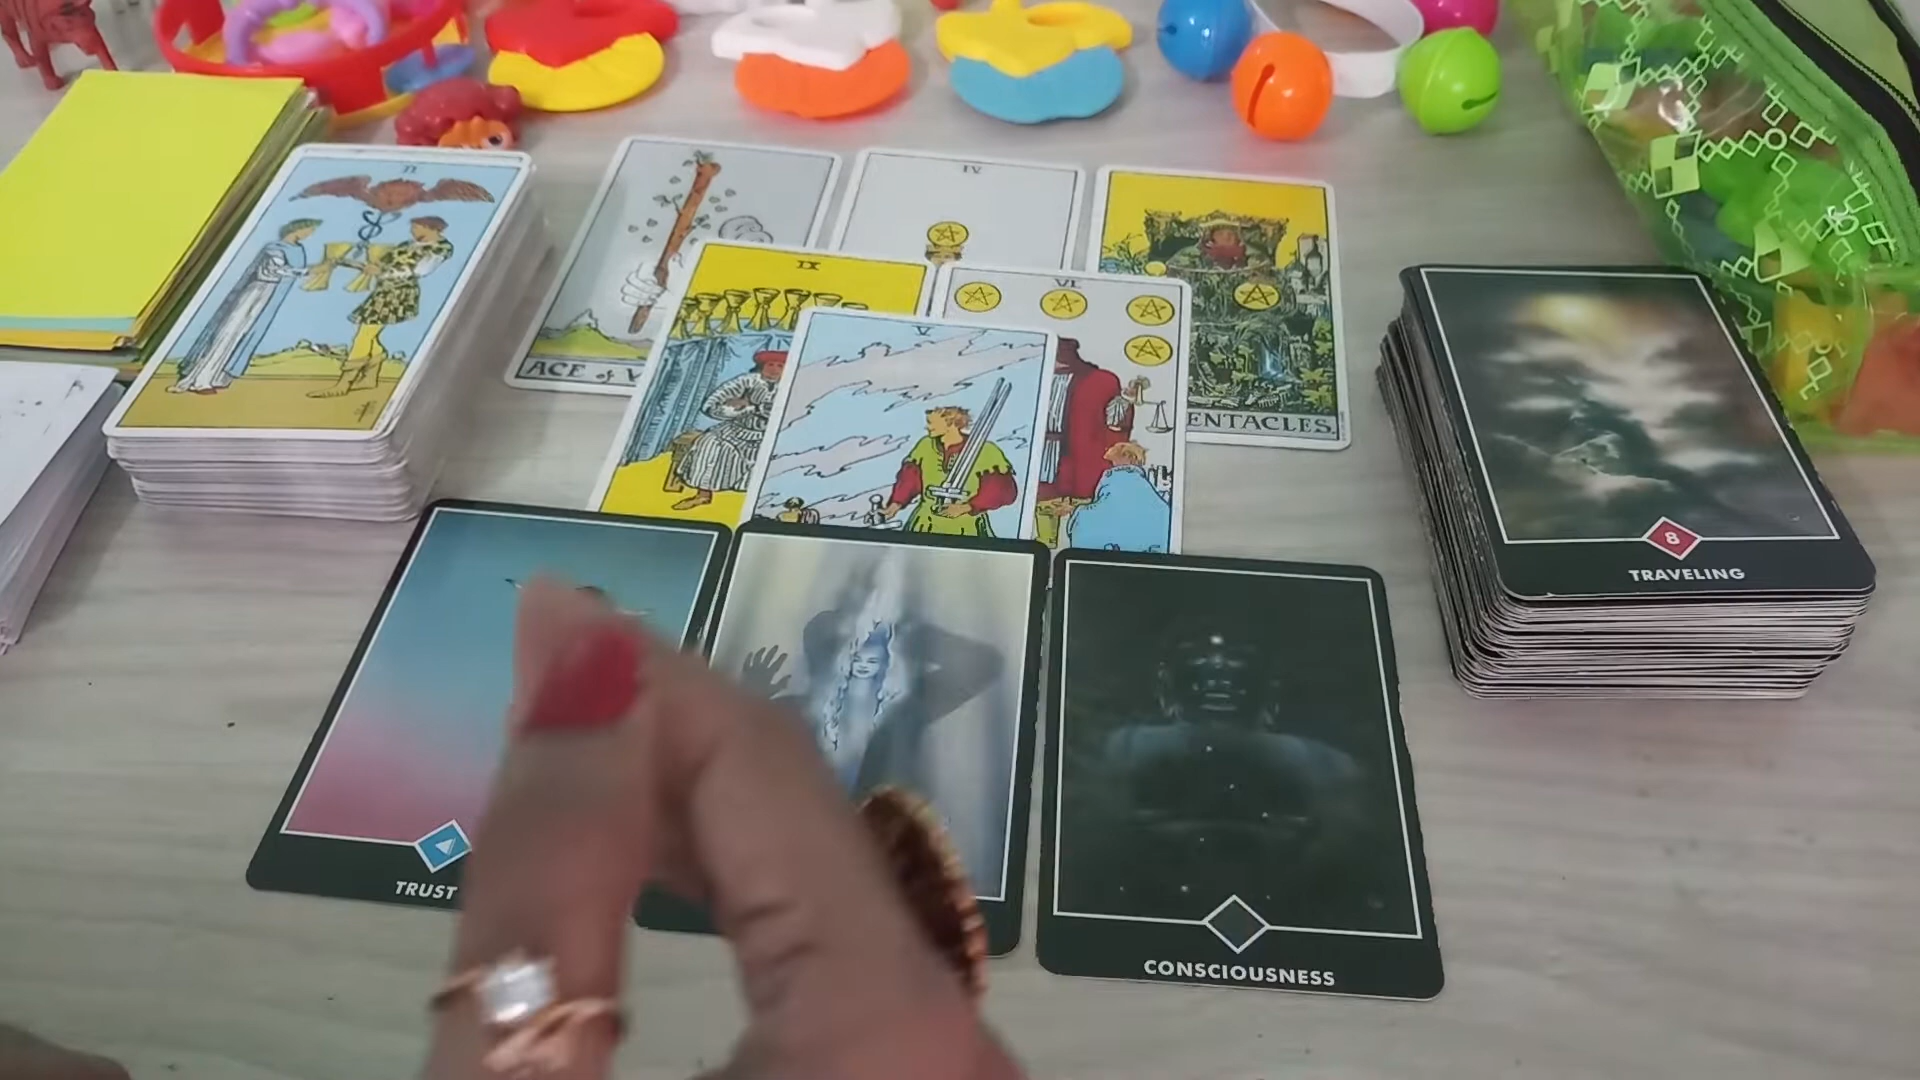 II
IV
ACE of
IX
VI
V
ENTACLES.
8
TRAVELING
TRUST
CONSCIOUSNESS